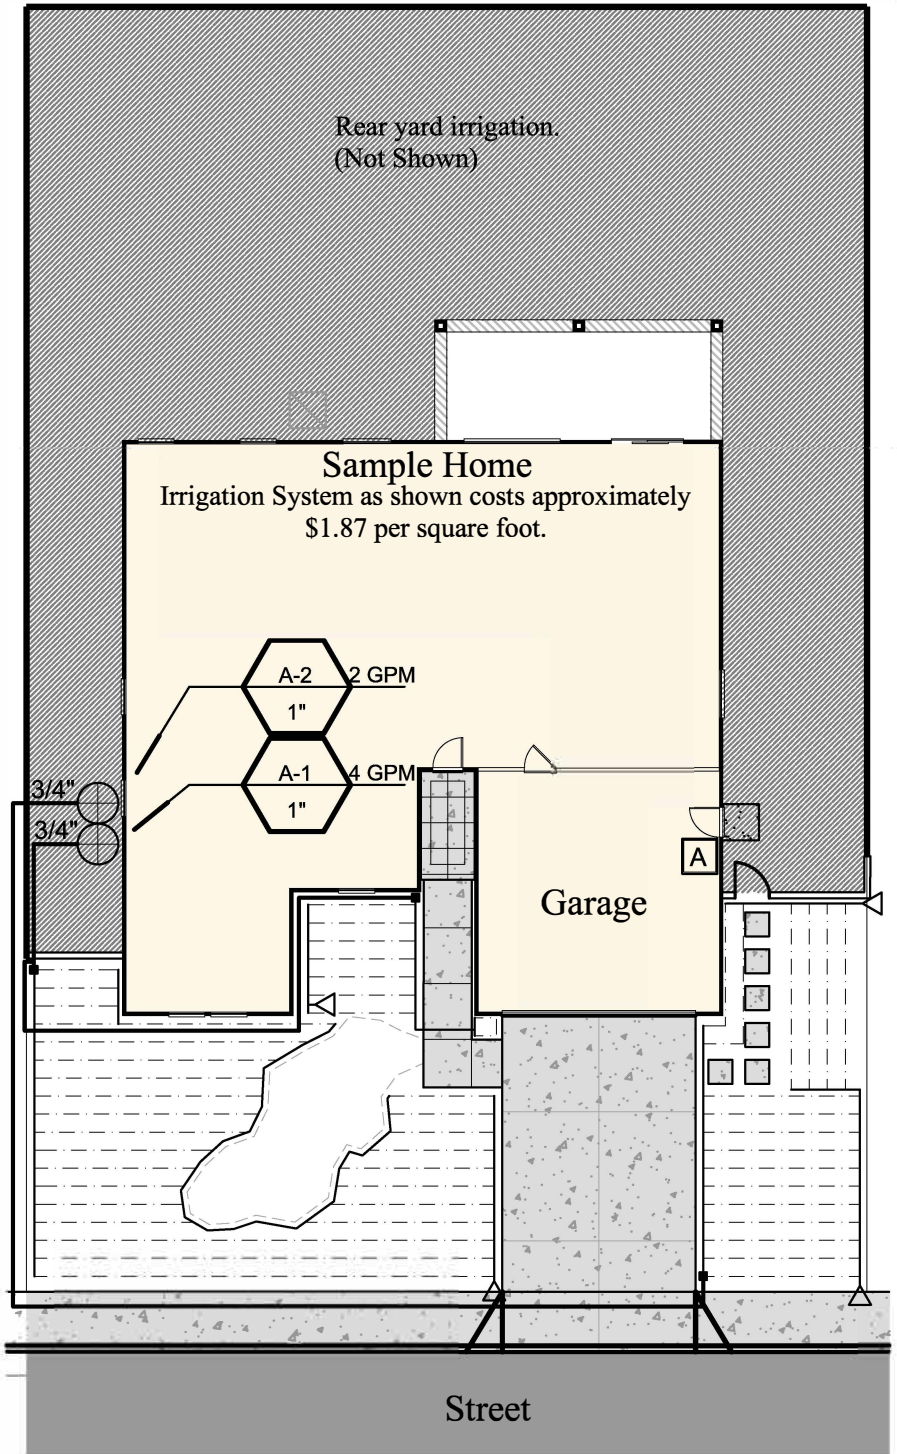 Rear yard irrigation.
(Not Shown)
Sample Home
Irrigation System as shown costs approximately
$1.87 per square foot.
A-2 2 GPM
1"
A-1 4 GPM
1"
3/4"
3/4"
A
Garage
Street